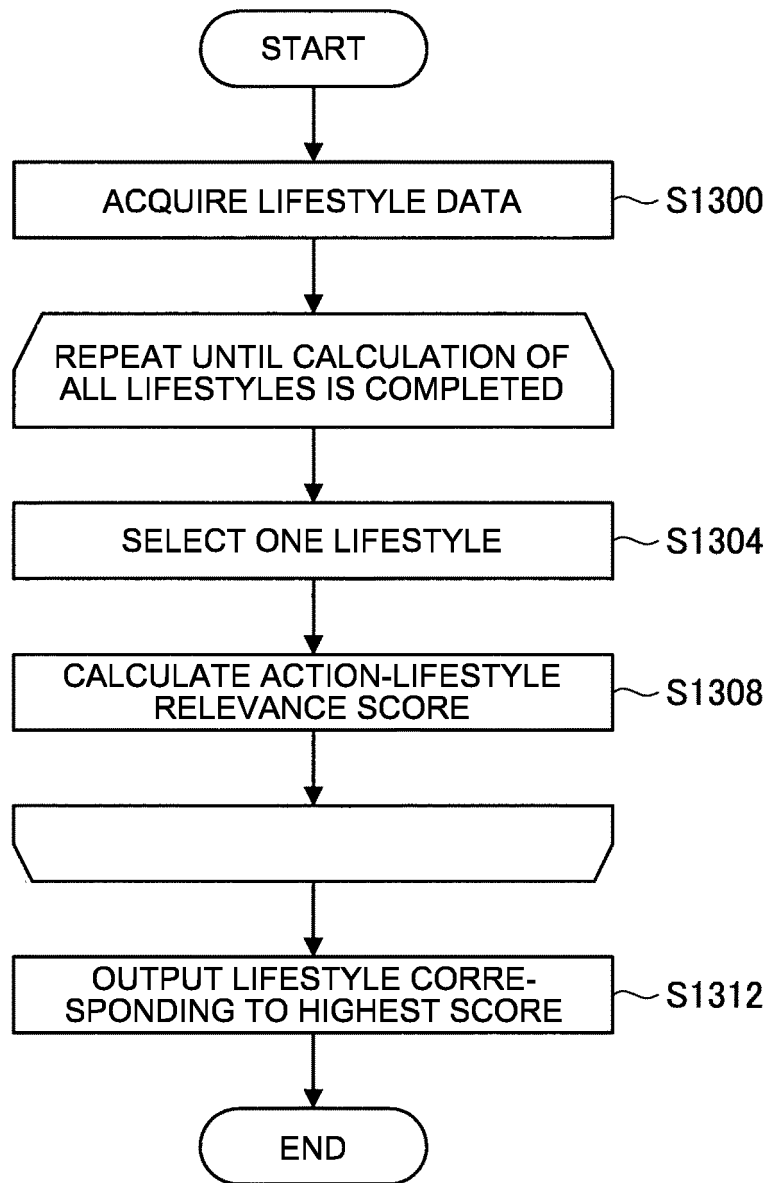 START
ACQUIRE LIFESTYLE DATA
S1300
REPEAT UNTIL CALCULATION OF
ALL LIFESTYLES IS COMPLETED
SELECT ONE LIFESTYLE
S1304
CALCULATE ACTION-LIFESTYLE
RELEVANCE SCORE
S1308
OUTPUT LIFESTYLE CORRE-
SPONDING TO HIGHEST SCORE
S1312
END